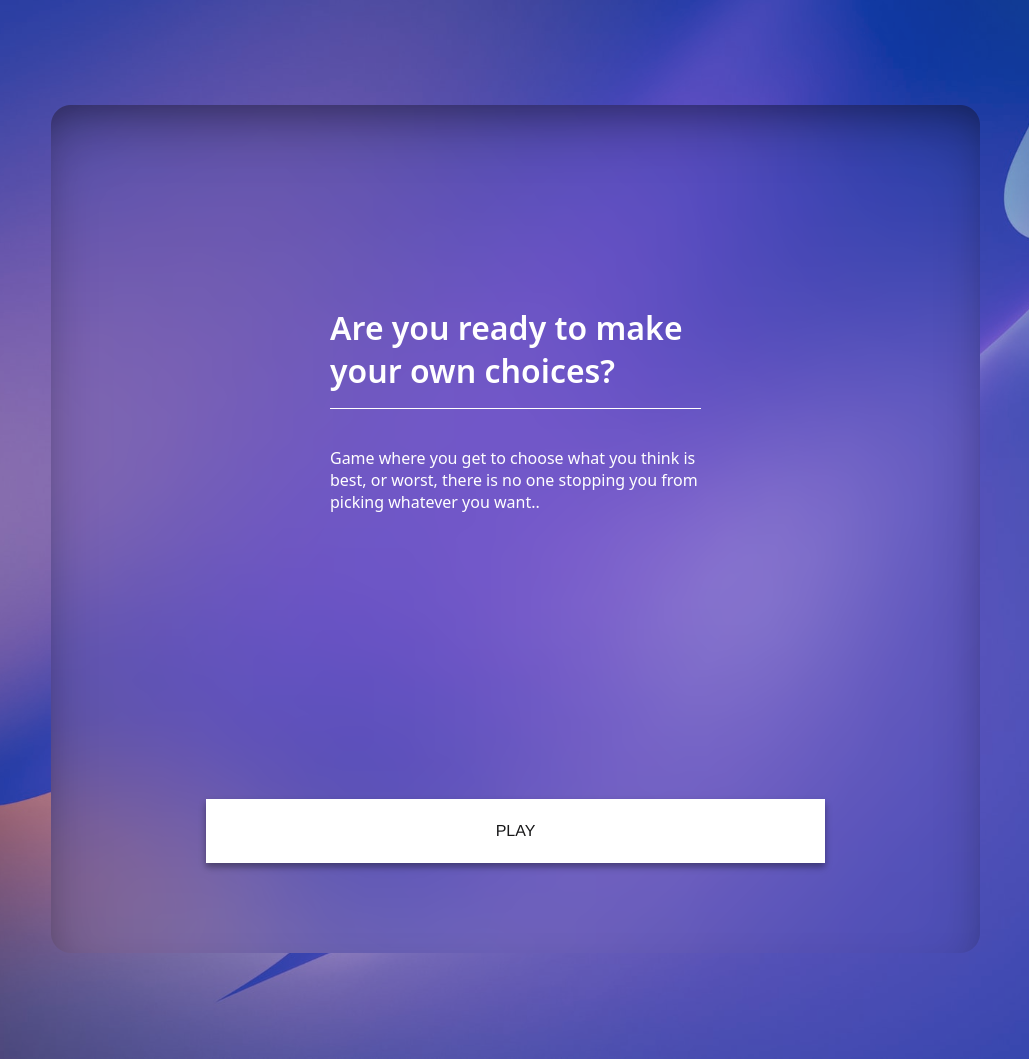 Are you ready to make
your own choices?
Game where you get to choose what you think is
best, or worst, there is no one stopping you from
picking whatever you want..
PLAY